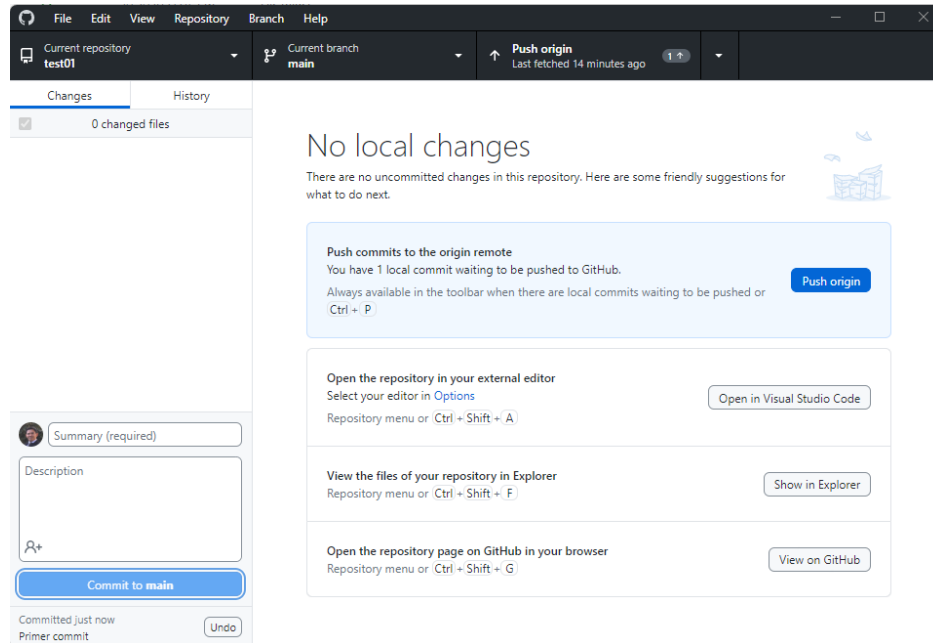 File Edit View Repository Branch Help
Current repository
test01
Current branch
main
Push origin
Last fetched 14 minutes ago
1
Changes History
0 changed files
No local changes
There are no uncommitted changes in this repository. Here are some friendly suggestions for
what to do next.
Push commits to the origin remote
You have 1 local commit waiting to be pushed to GitHub.
Always available in the toolbar when there are local commits waiting to be pushed or
Ctrl + P
Push origin
Open the repository in your external editor
Select your editor in Options
Repository menu or Ctrl + Shift + A
Open in Visual Studio Code
View the files of your repository in Explorer
Repository menu or Ctrl + Shift + F
Show in Explorer
Open the repository page on GitHub in your browser
Repository menu or Ctrl + Shift + G
View on GitHub
Summary (required)
Description
Commit to main
Committed just now
Primer commit
Undo